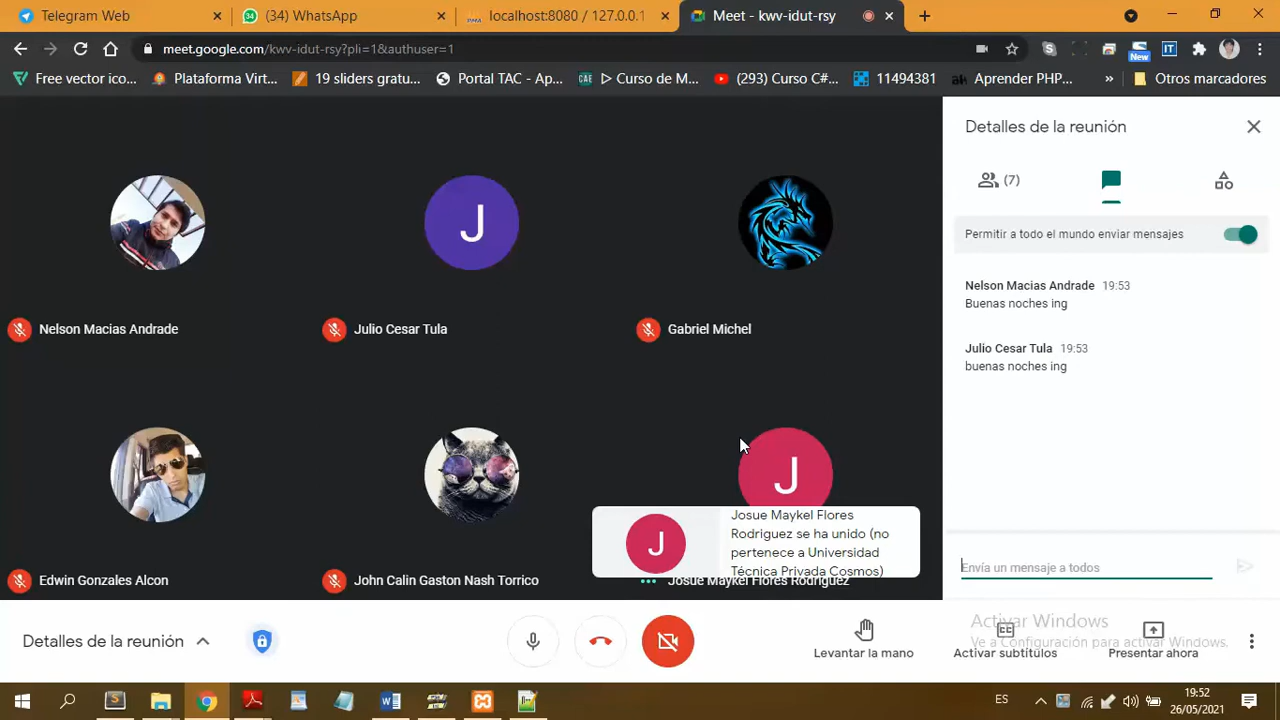 Telegram Web
(34) WhatsApp
localhost:8080 / 127.0.0.1
Meet - kwv-idut-rsy
meet.google.com/kwv-idut-rsy?pli=1&authuser=1
New
Free vector ico...
Plataforma Virt...
19 sliders gratu...
Portal TAC - Ap...
CAE
▷ Curso de M...
(293) Curso C#...
11494381
Aprender PHP...
»
Otros marcadores
Detalles de la reunión
(7)
Permitir a todo el mundo enviar mensajes
Nelson Macias Andrade 19:53
Buenas noches ing
Julio Cesar Tula 19:53
buenas noches ing
J
Nelson Macias Andrade
Julio Cesar Tula
Gabriel Michel
J
J
Josue Maykel Flores
Rodriguez se ha unido (no
pertenece a Universidad
Técnica Privada Cosmos)
Edwin Gonzales Alcon
John Calin Gaston Nash Torrico
Josue Maykel Flores Rodriguez
Envía un mensaje a todos
Activar Windows
Ve a Configuración para activar Windows.
Detalles de la reunión
Levantar la mano
Activar subtítulos
Presentar ahora
ES
19:52
26/05/2021